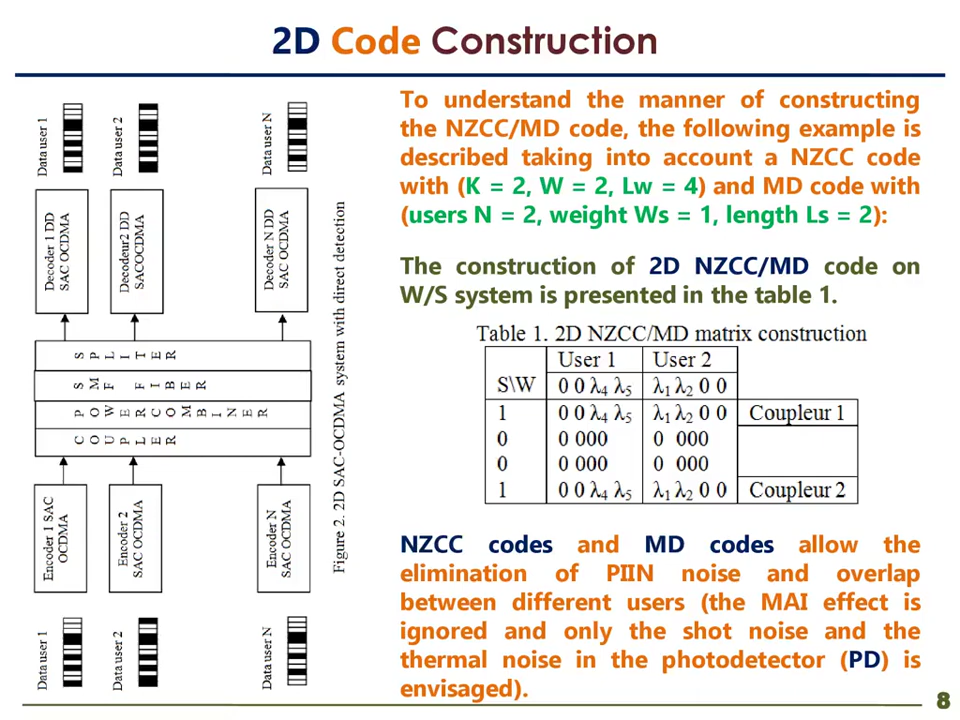 2D Code Construction
Data user 1
Data user 2
Data user N
Decoder 1 DD
SAC OCDMA
Decodeur2 DD
SACOCDMA
Decoder N DD
SAC OCDMA
SPLITER
SMF FIBER
POWER COMBINER
COUPLER
Encoder 1 SAC
OCDMA
Encoder 2
SAC OCDMA
Encoder N
SAC OCDMA
Data user 1
Data user 2
Data user N
Figure 2. 2D SAC-OCDMA system with direct detection
To understand the manner of constructing
the NZCC/MD code, the following example is
described taking into account a NZCC code
with (K = 2, W = 2, Lw = 4) and MD code with
(users N = 2, weight Ws = 1, length Ls = 2):
The construction of 2D NZCC/MD code on
W/S system is presented in the table 1.
Table 1. 2D NZCC/MD matrix construction
User 1 User 2
S\W 0 0 λ4 λ5 λ1 λ2 0 0
1 0 0 λ4 λ5 λ1 λ2 0 0 Coupleur 1
0 0 000 0 000
0 0 000 0 000
1 0 0 λ4 λ5 λ1 λ2 0 0 Coupleur 2
NZCC codes and MD codes allow the
elimination of PIIN noise and overlap
between different users (the MAI effect is
ignored and only the shot noise and the
thermal noise in the photodetector (PD) is
envisaged).
8